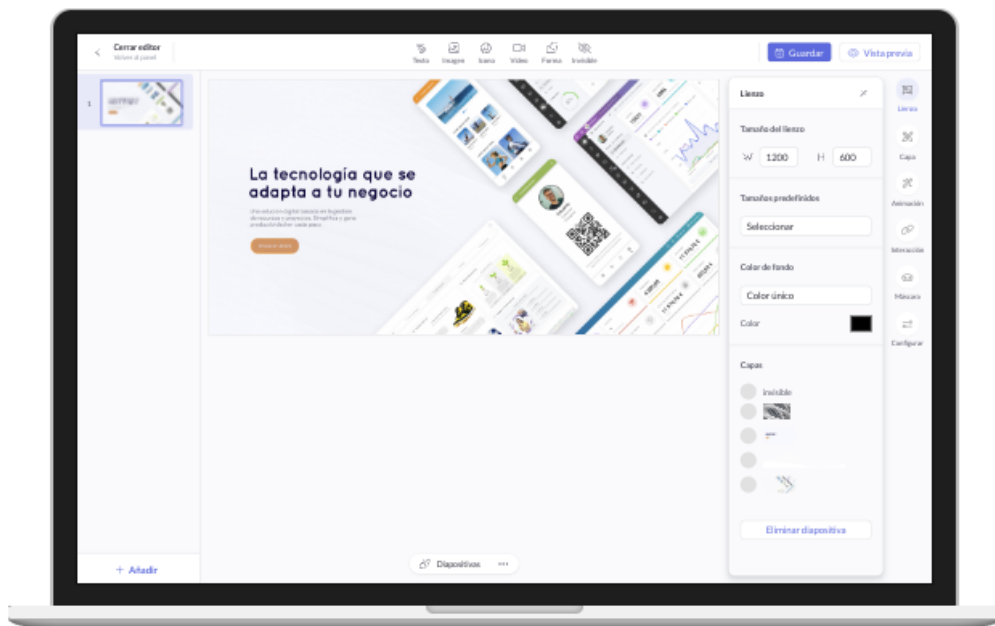 Cerrar editor
Volver al panel
Texto
Imagen
Icono
Video
Forma
Invisible
Guardar
Vista previa
1
La tecnología que se
adapta a tu negocio
Añadir
Dispositivos
Lienzo
Tamaño del lienzo
W 1200 H 600
Tamaños predefinidos
Seleccionar
Color de fondo
Color único
Color
Capas
invisible
Eliminar diapositiva
Lienzo
Capa
Animación
Interacción
Máscara
Configurar